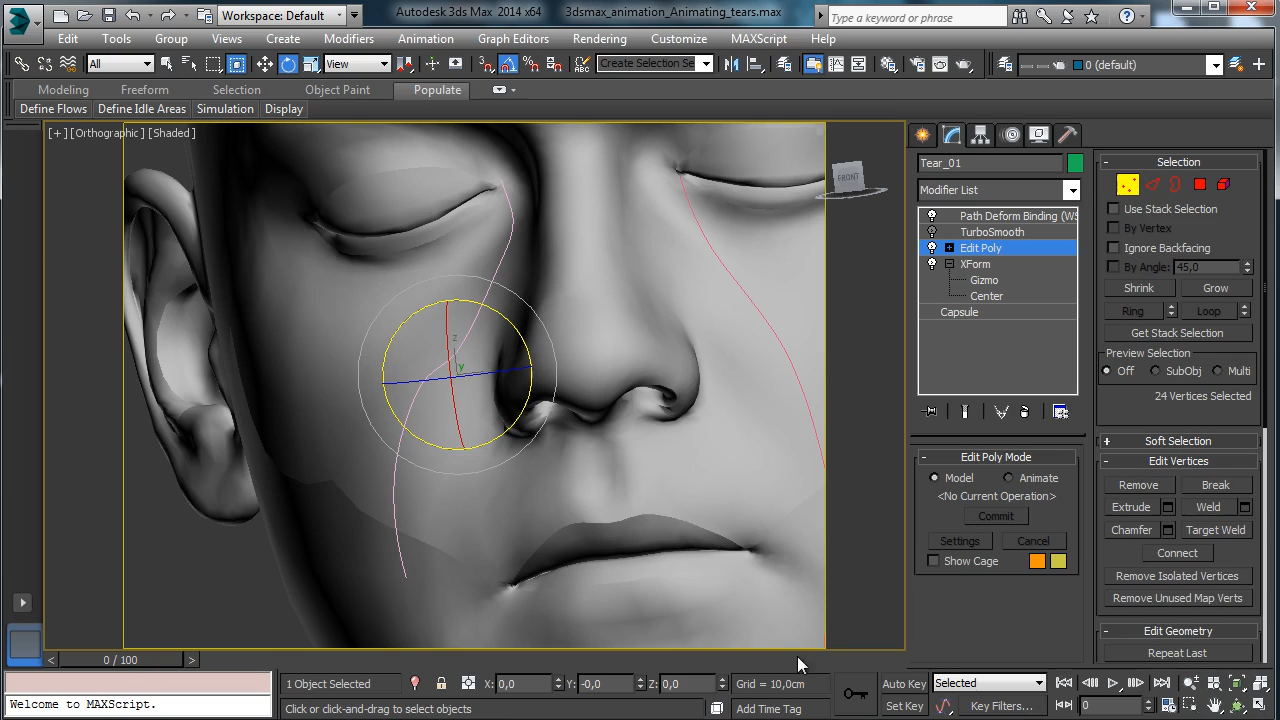 Workspace: Default
Autodesk 3ds Max 2014 x64 3dsmax_animation_Animating_tears.max
Type a keyword or phrase
Edit Tools Group Views Create Modifiers Animation Graph Editors Rendering Customize MAXScript Help
All View Create Selection Se 0 (default)
Modeling Freeform Selection Object Paint Populate
Define Flows Define Idle Areas Simulation Display
[+][Orthographic][Shaded]
FRONT
z
y
Tear_01
Modifier List
Path Deform Binding (WS
TurboSmooth
Edit Poly
XForm
Gizmo
Center
Capsule
Edit Poly Mode
Model Animate
<No Current Operation>
Commit
Settings Cancel
Show Cage
Selection
Use Stack Selection
By Vertex
Ignore Backfacing
By Angle: 45,0
Shrink Grow
Ring Loop
Get Stack Selection
Preview Selection
Off SubObj Multi
24 Vertices Selected
Soft Selection
Edit Vertices
Remove Break
Extrude Weld
Chamfer Target Weld
Connect
Remove Isolated Vertices
Remove Unused Map Verts
Edit Geometry
Repeat Last
< 0 / 100 >
1 Object Selected X: 0,0 Y: -0,0 Z: 0,0 Grid = 10,0cm Auto Key Selected
Welcome to MAXScript. Click or click-and-drag to select objects Add Time Tag Set Key Key Filters... 0